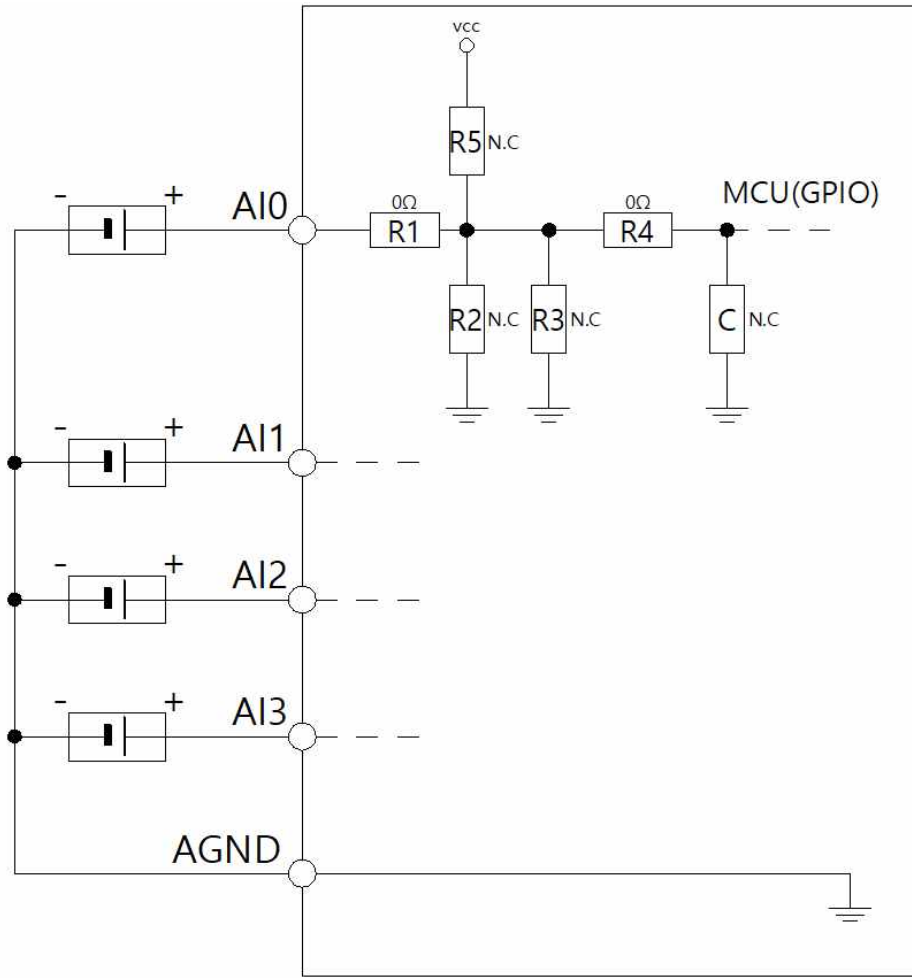 vcc
R5 N.C
- + AI0 0Ω 0Ω MCU(GPIO)
R1 R4
R2 N.C R3 N.C C N.C
- + AI1
- + AI2
- + AI3
AGND